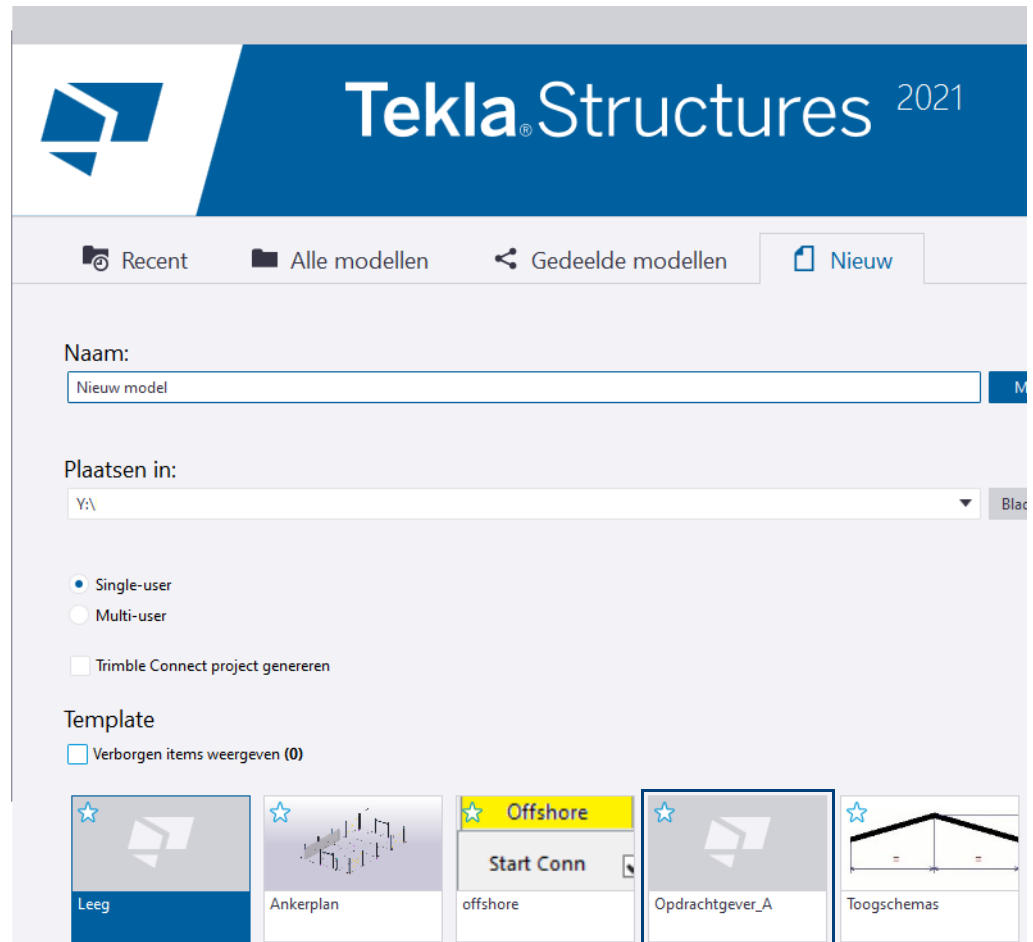 Tekla® Structures 2021
Recent Alle modellen Gedeelde modellen Nieuw
Naam:
Nieuw model
Plaatsen in:
Y:\
Single-user
Multi-user
Trimble Connect project genereren
Template
Verborgen items weergeven (0)
Offshore
Start Conn
Leeg Ankerplan offshore Opdrachtgever_A Toogschemas